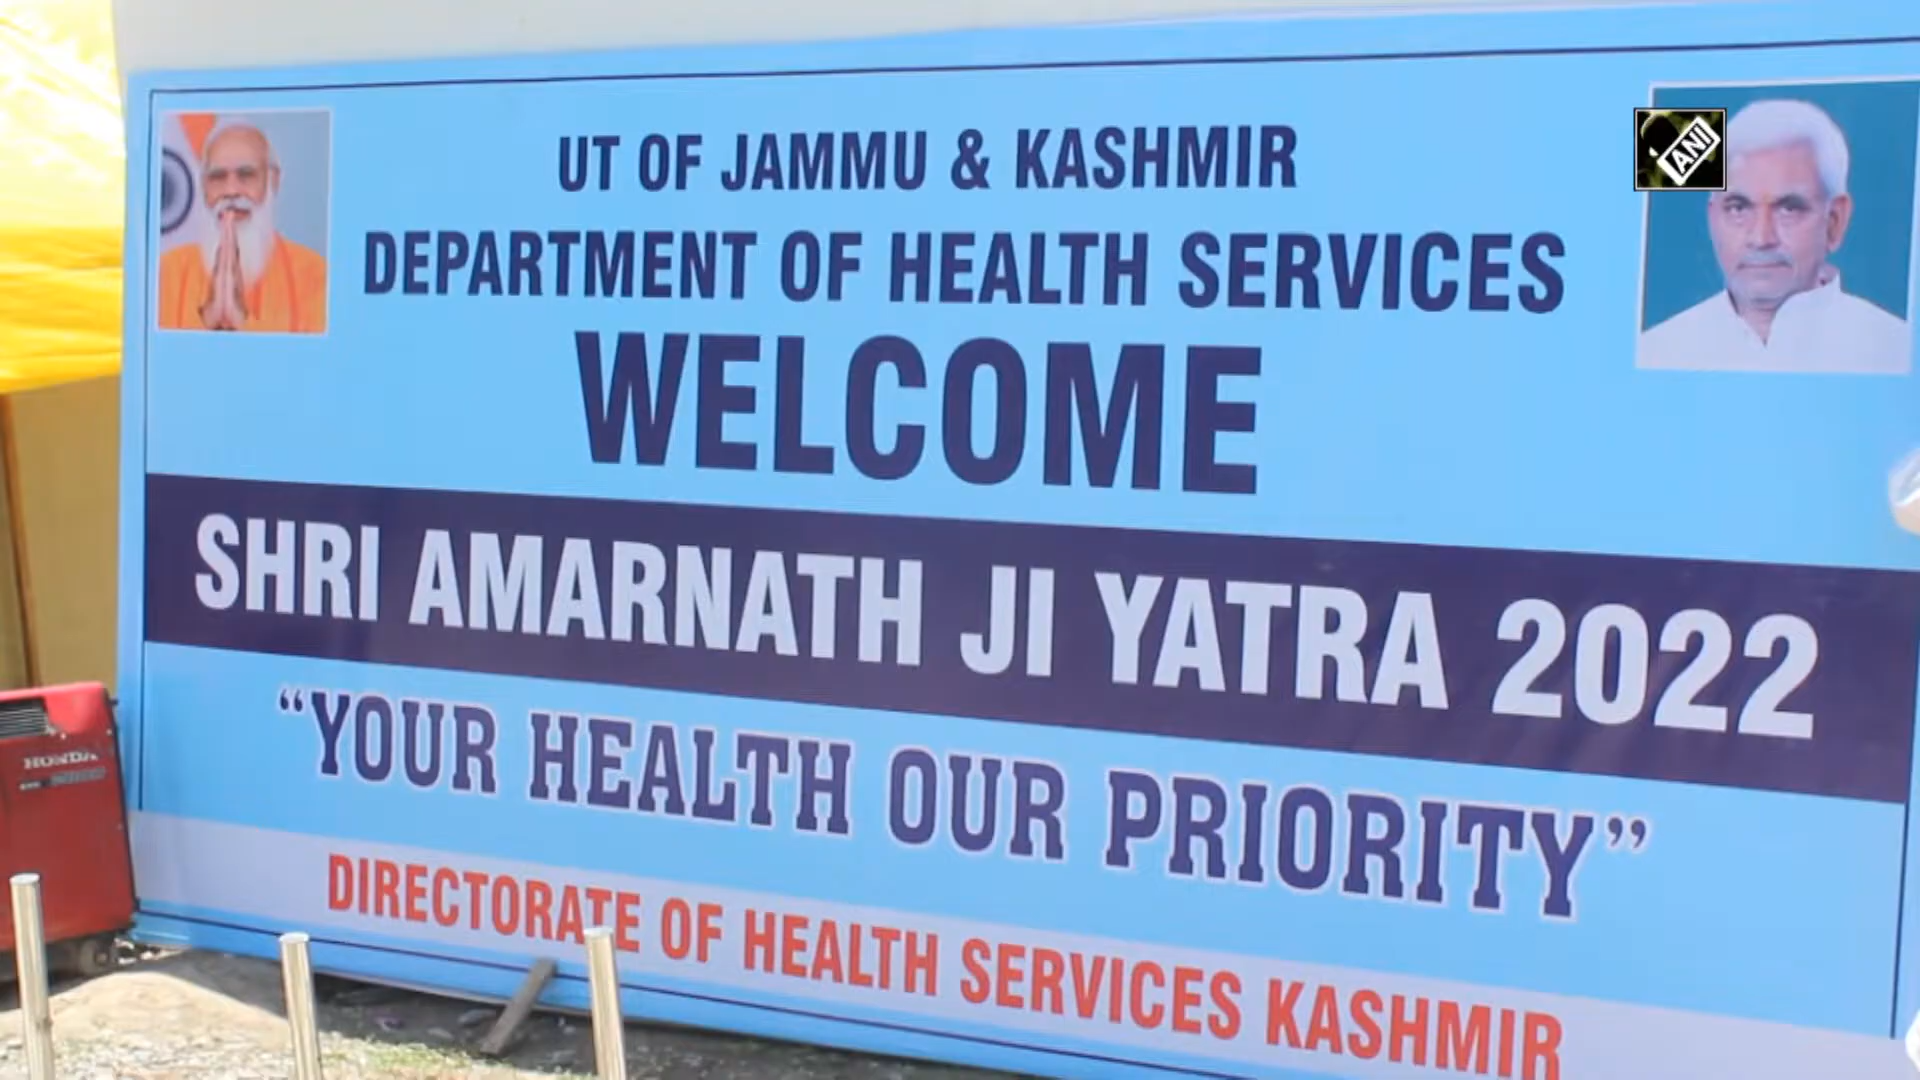 UT OF JAMMU & KASHMIR
DEPARTMENT OF HEALTH SERVICES
WELCOME
SHRI AMARNATH JI YATRA 2022
“YOUR HEALTH OUR PRIORITY”
DIRECTORATE OF HEALTH SERVICES KASHMIR
ANI
HONDA